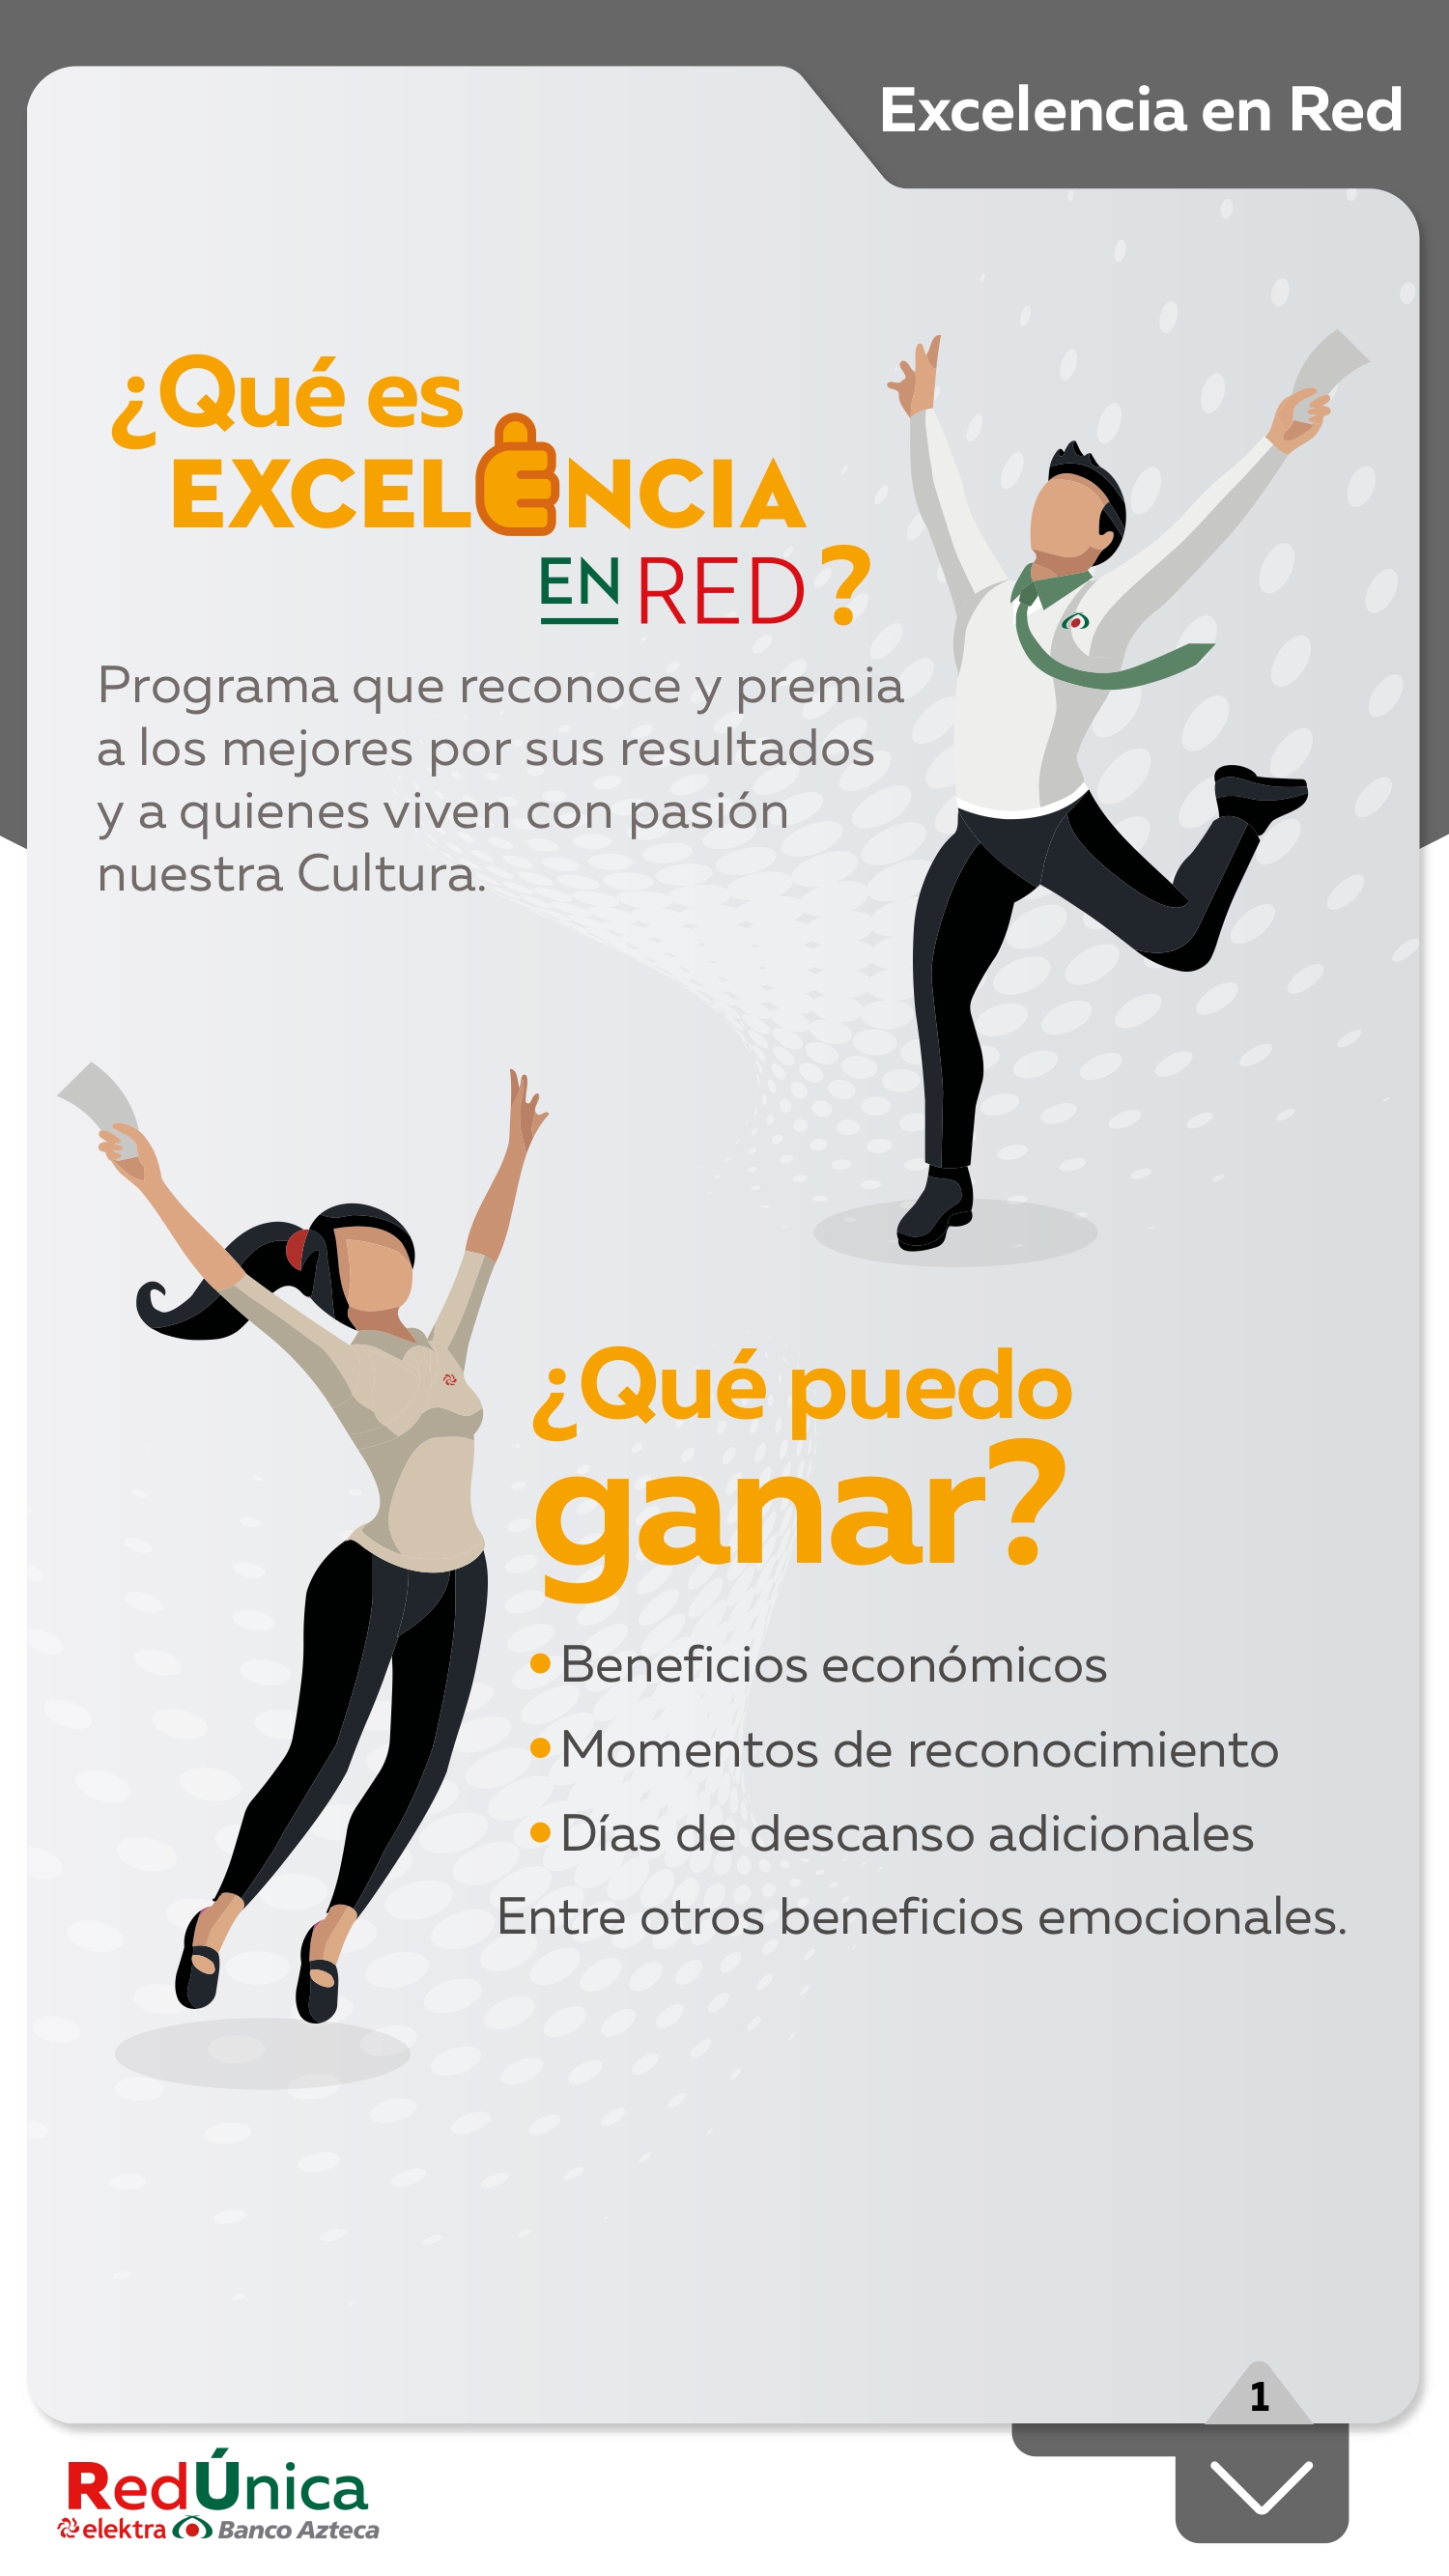 Excelencia en Red
¿Qué es
EXCELENCIA
EN RED?
Programa que reconoce y premia
a los mejores por sus resultados
y a quienes viven con pasión
nuestra Cultura.
¿Qué puedo
ganar?
• Beneficios económicos
• Momentos de reconocimiento
• Días de descanso adicionales
Entre otros beneficios emocionales.
1
RedÚnica
elektra Banco Azteca